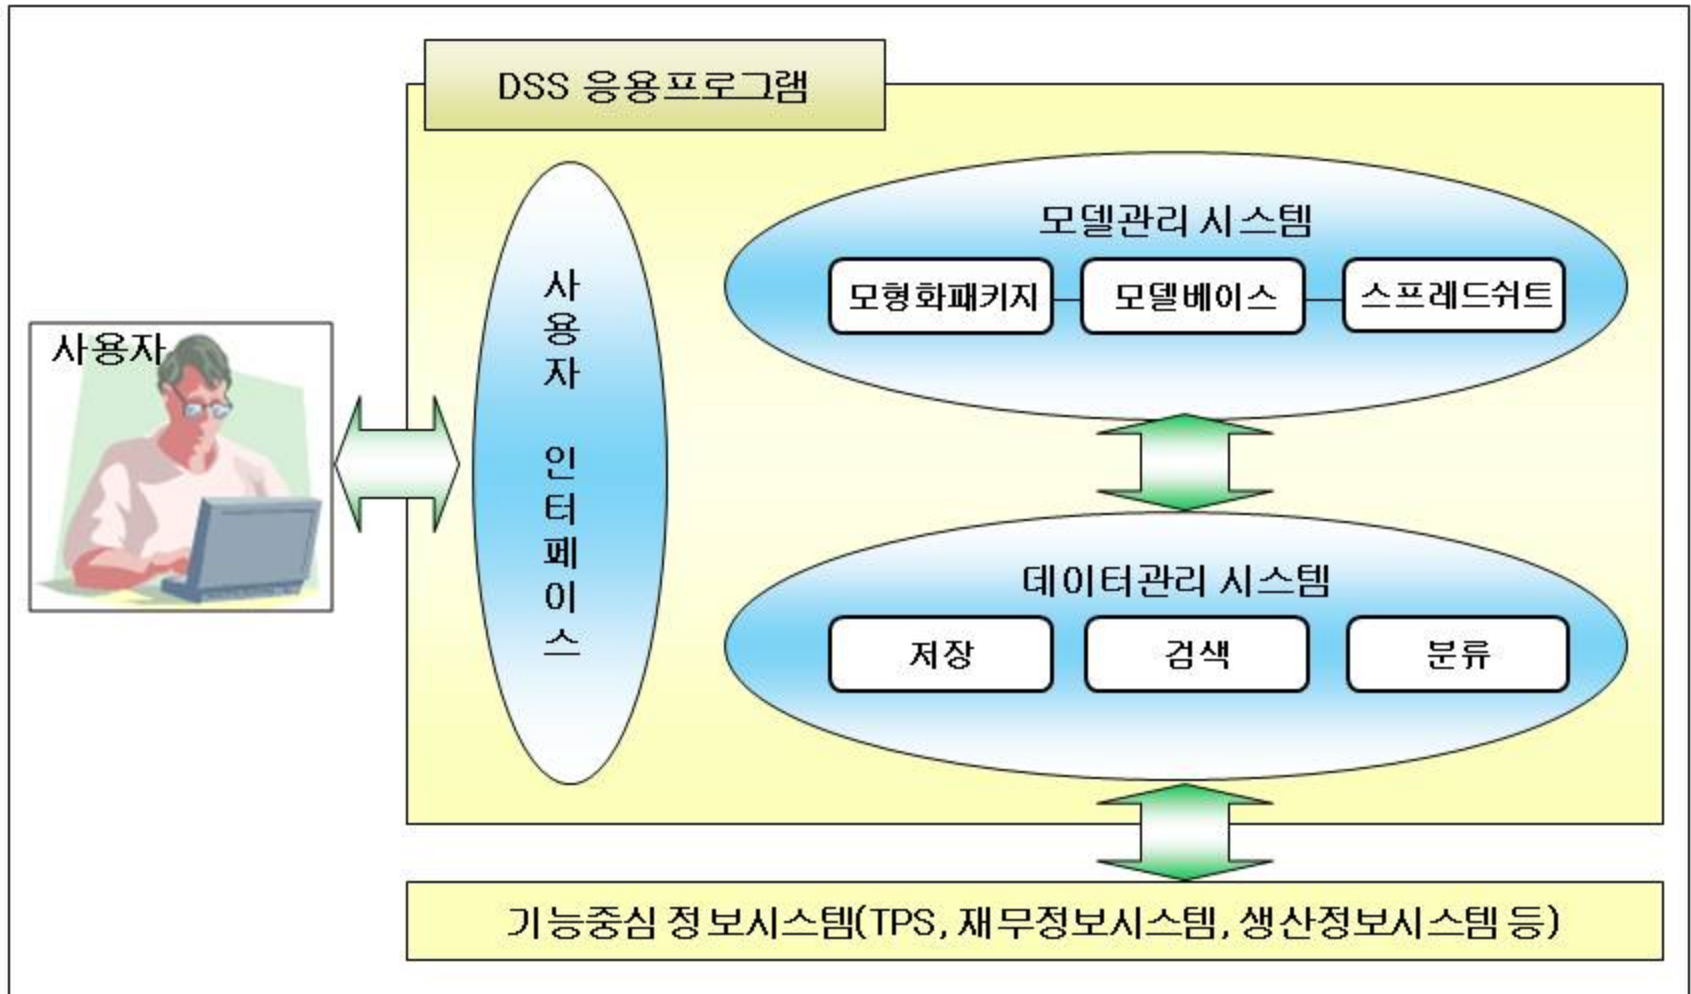 DSS 응용프로그램
사용자
사용자 인터페이스
모델관리 시스템
모형화패키지
모델베이스
스프레드쉬트
데이터관리 시스템
저장
검색
분류
기능중심 정보시스템(TPS, 재무정보시스템, 생산정보시스템 등)